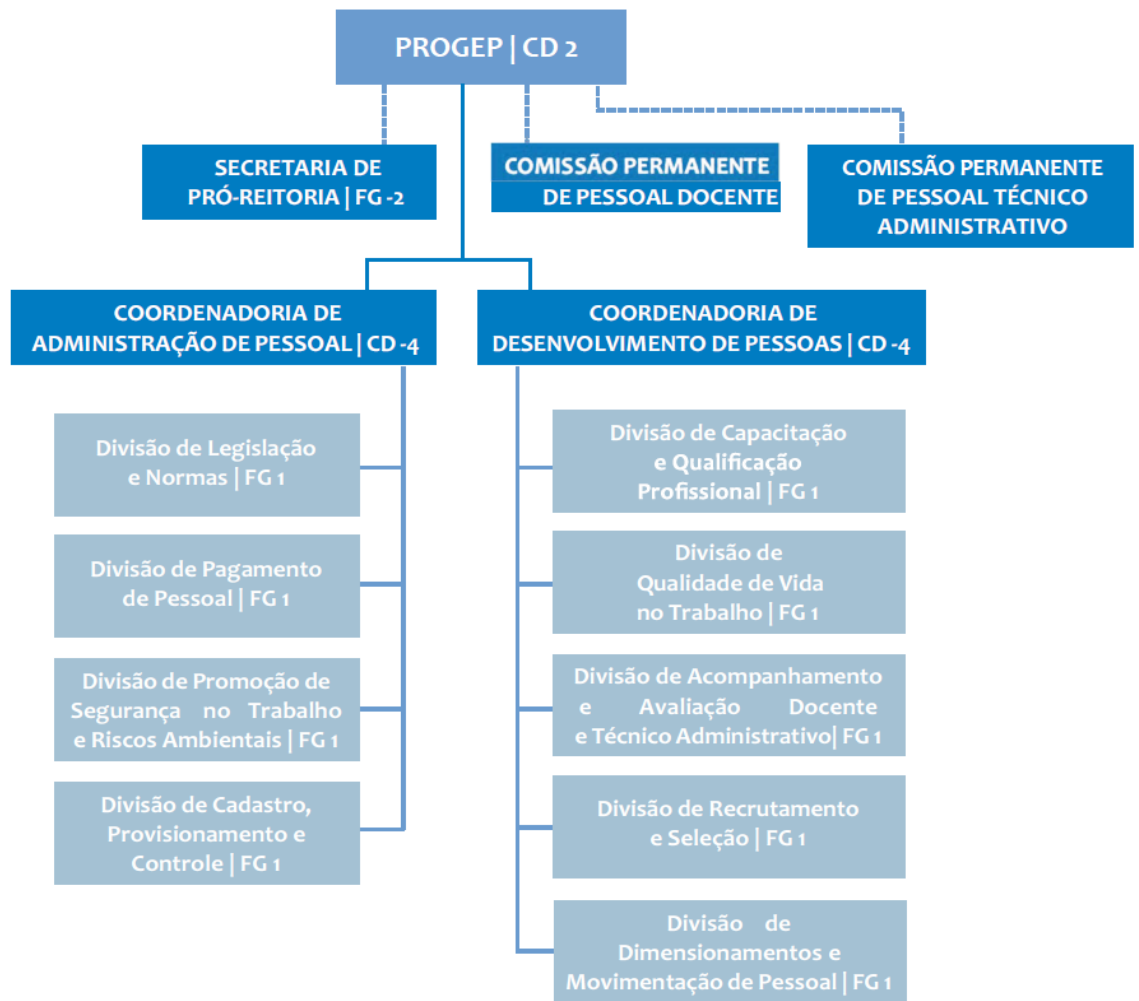 PROGEP | CD 2
SECRETARIA DE
PRÓ-REITORIA | FG -2
COMISSÃO PERMANENTE
DE PESSOAL DOCENTE
COMISSÃO PERMANENTE
DE PESSOAL TÉCNICO
ADMINISTRATIVO
COORDENADORIA DE
ADMINISTRAÇÃO DE PESSOAL | CD -4
COORDENADORIA DE
DESENVOLVIMENTO DE PESSOAS | CD -4
Divisão de Legislação
e Normas | FG 1
Divisão de Pagamento
de Pessoal | FG 1
Divisão de Promoção de
Segurança no Trabalho
e Riscos Ambientais | FG 1
Divisão de Cadastro,
Provisionamento e
Controle | FG 1
Divisão de Capacitação
e Qualificação
Profissional | FG 1
Divisão de
Qualidade de Vida
no Trabalho | FG 1
Divisão de Acompanhamento
e Avaliação Docente
e Técnico Administrativo| FG 1
Divisão de Recrutamento
e Seleção | FG 1
Divisão de
Dimensionamentos e
Movimentação de Pessoal | FG 1